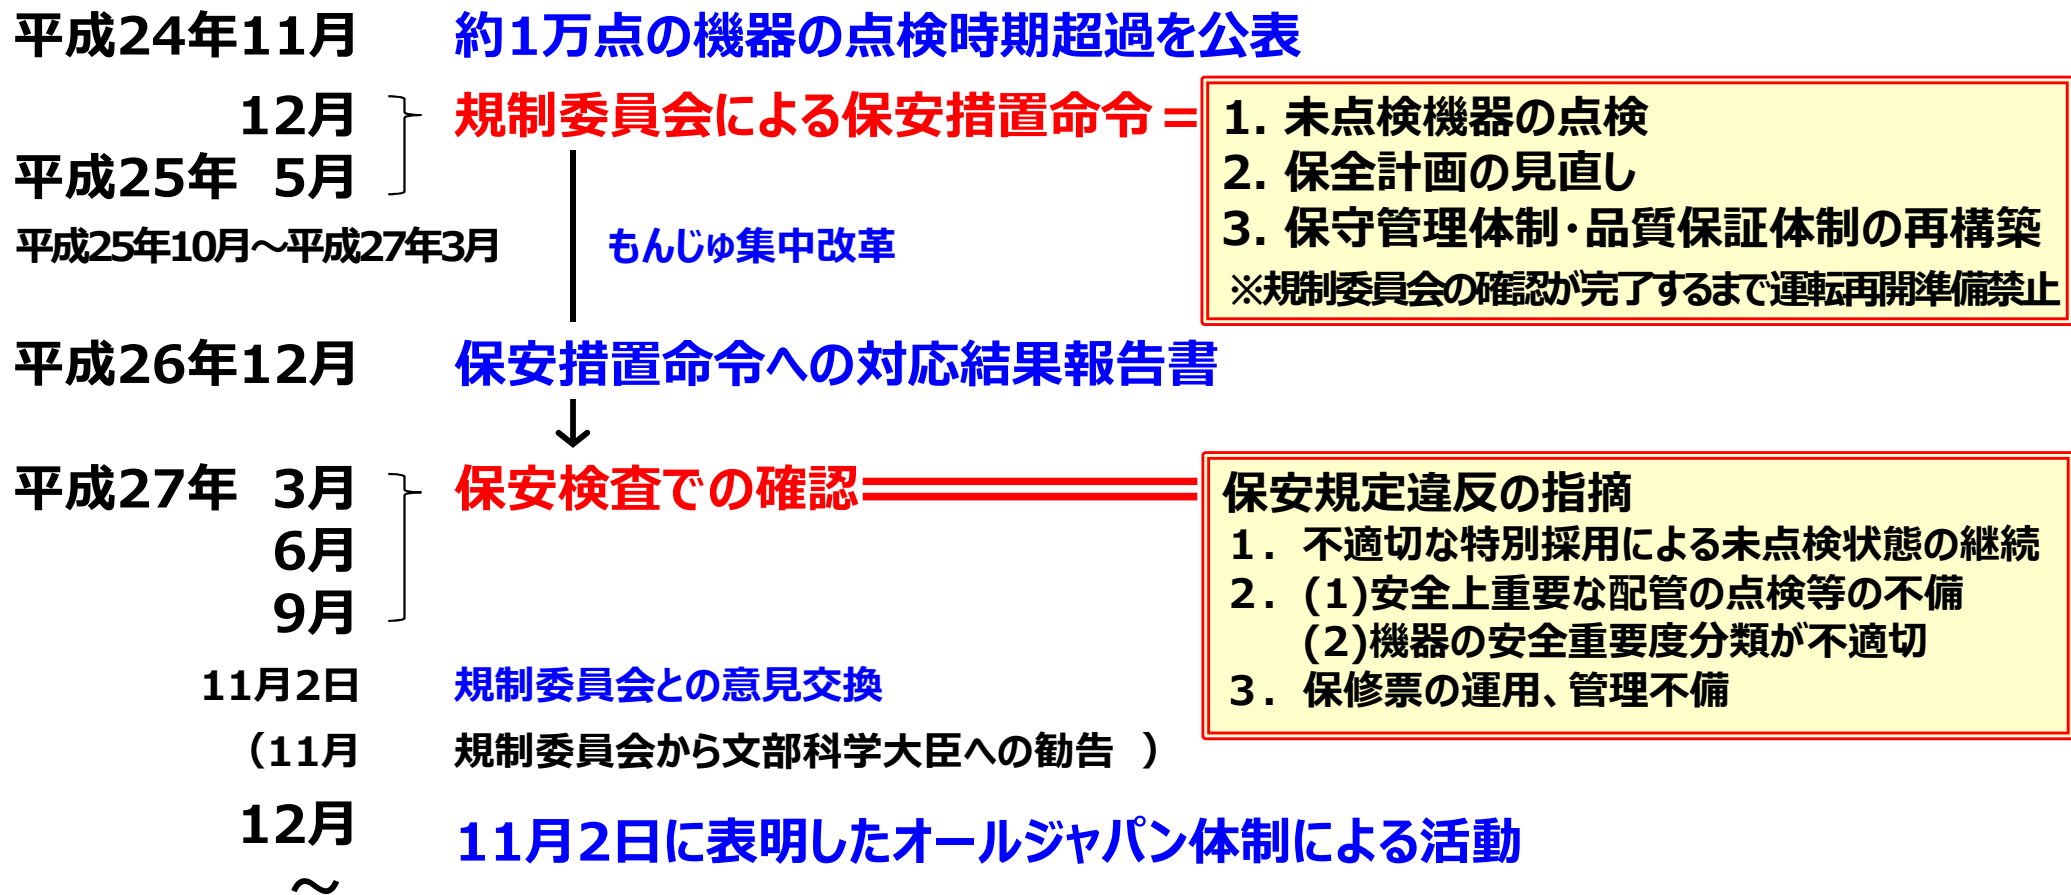 平成24年11月 約1万点の機器の点検時期超過を公表
12月 規制委員会による保安措置命令＝
平成25年 5月
平成25年10月～平成27年3月 もんじゅ集中改革
1. 未点検機器の点検
2. 保全計画の見直し
3. 保守管理体制・品質保証体制の再構築
※規制委員会の確認が完了するまで運転再開準備禁止
平成26年12月 保安措置命令への対応結果報告書
平成27年 3月 保安検査での確認
6月
9月
保安規定違反の指摘
１. 不適切な特別採用による未点検状態の継続
２. (1)安全上重要な配管の点検等の不備
(2)機器の安全重要度分類が不適切
３. 保修票の運用、管理不備
11月2日 規制委員会との意見交換
（11月 規制委員会から文部科学大臣への勧告 ）
12月 11月2日に表明したオールジャパン体制による活動
～